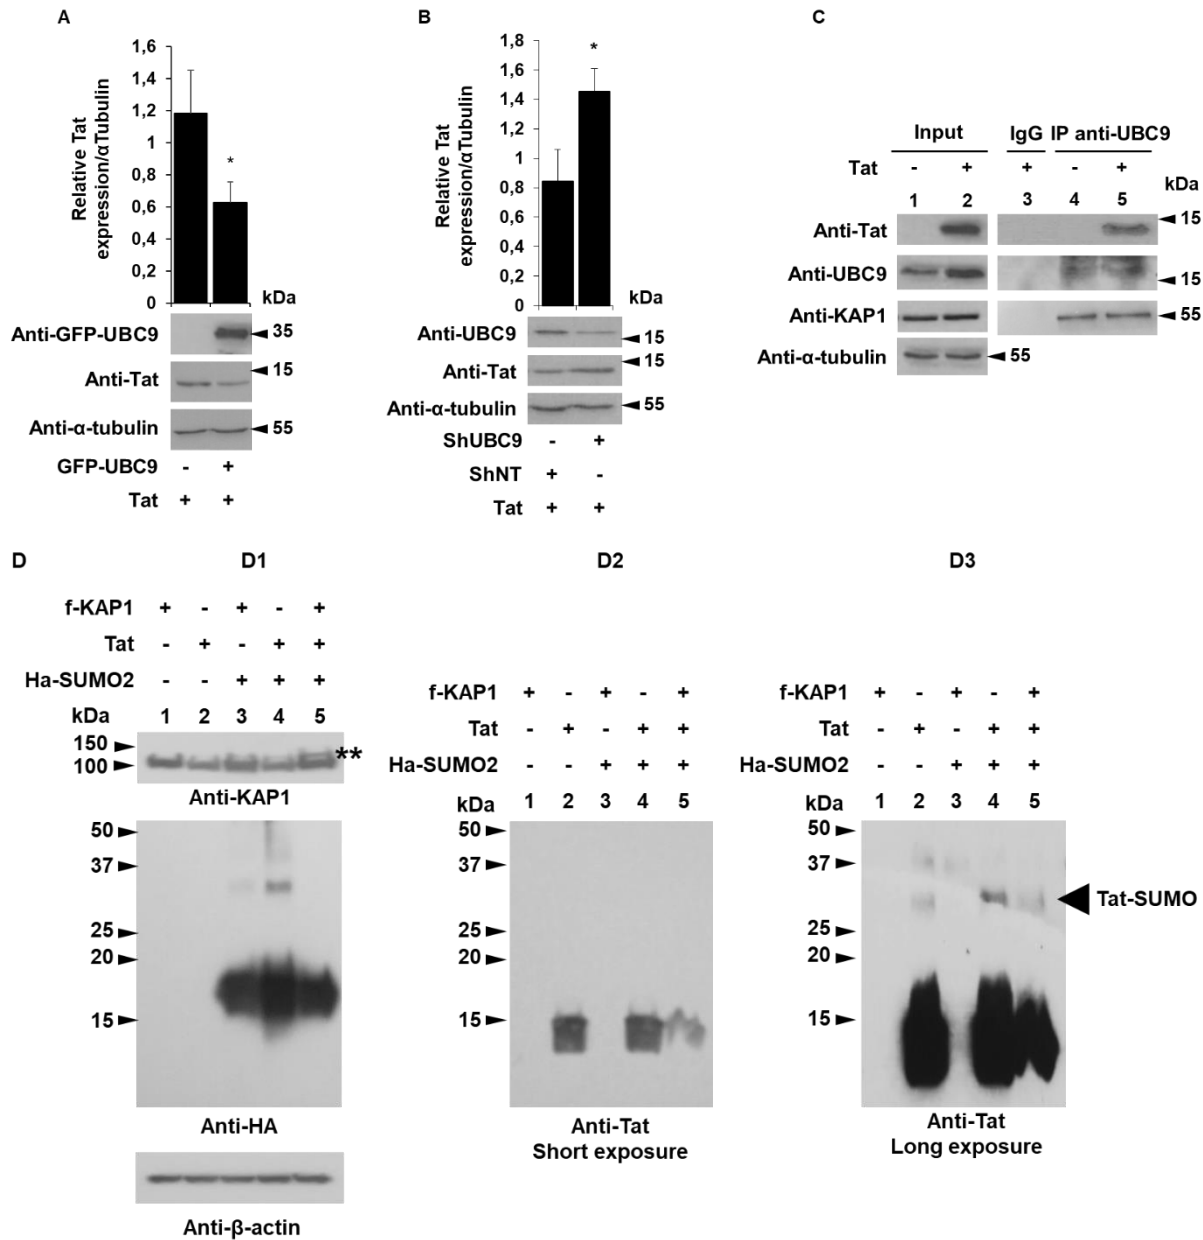 A
Relative Tat
expression/αTubulin
1,6
1,4
1,2
1
0,8
0,6
0,4
0,2
0
*
kDa
Anti-GFP-UBC9 35
Anti-Tat 15
Anti-α-tubulin 55
GFP-UBC9 - +
Tat + +
B
Relative Tat
expression/αTubulin
1,8
1,6
1,4
1,2
1
0,8
0,6
0,4
0,2
0
*
kDa
Anti-UBC9 15
Anti-Tat 15
Anti-α-tubulin 55
ShUBC9 - +
ShNT + -
Tat + +
C
Input IgG IP anti-UBC9
Tat - + + - +
kDa
1 2 3 4 5
Anti-Tat 15
Anti-UBC9 15
Anti-KAP1 55
Anti-α-tubulin 55
D
D1
f-KAP1 + - + - +
Tat - + - + +
Ha-SUMO2 - - + + +
kDa 1 2 3 4 5
150
100
**
Anti-KAP1
50
37
25
20
15
Anti-HA
Anti-β-actin
D2
f-KAP1 + - + - +
Tat - + - + +
Ha-SUMO2 - - + + +
kDa 1 2 3 4 5
50
37
25
20
15
Anti-Tat
Short exposure
D3
f-KAP1 + - + - +
Tat - + - + +
Ha-SUMO2 - - + + +
kDa 1 2 3 4 5
50
37
Tat-SUMO
25
20
15
Anti-Tat
Long exposure